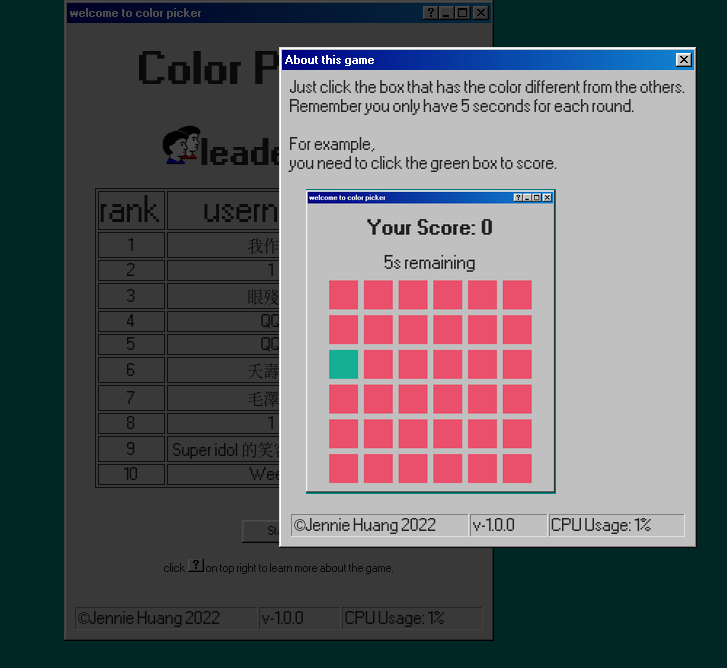 welcome to color picker
Color P
leade
rank usern
1 我作
2 1
3 眼殘
4 QQ
5 QQ
6 夭壽
7 毛澤
8 1
9 Super idol 的笑容
10 Wee
Sta
click ? on top right to learn more about the game.
©Jennie Huang 2022 v-1.0.0 CPU Usage: 1%
About this game
Just click the box that has the color different from the others.
Remember you only have 5 seconds for each round.
For example,
you need to click the green box to score.
welcome to color picker
Your Score: 0
5s remaining
©Jennie Huang 2022 v-1.0.0 CPU Usage: 1%